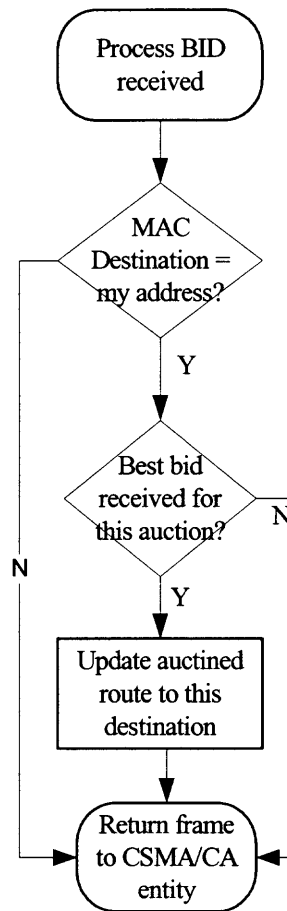 Process BID
received
MAC
Destination =
my address?
Y
Best bid
received for
this auction?
N
N
Y
Update auctined
route to this
destination
Return frame
to CSMA/CA
entity